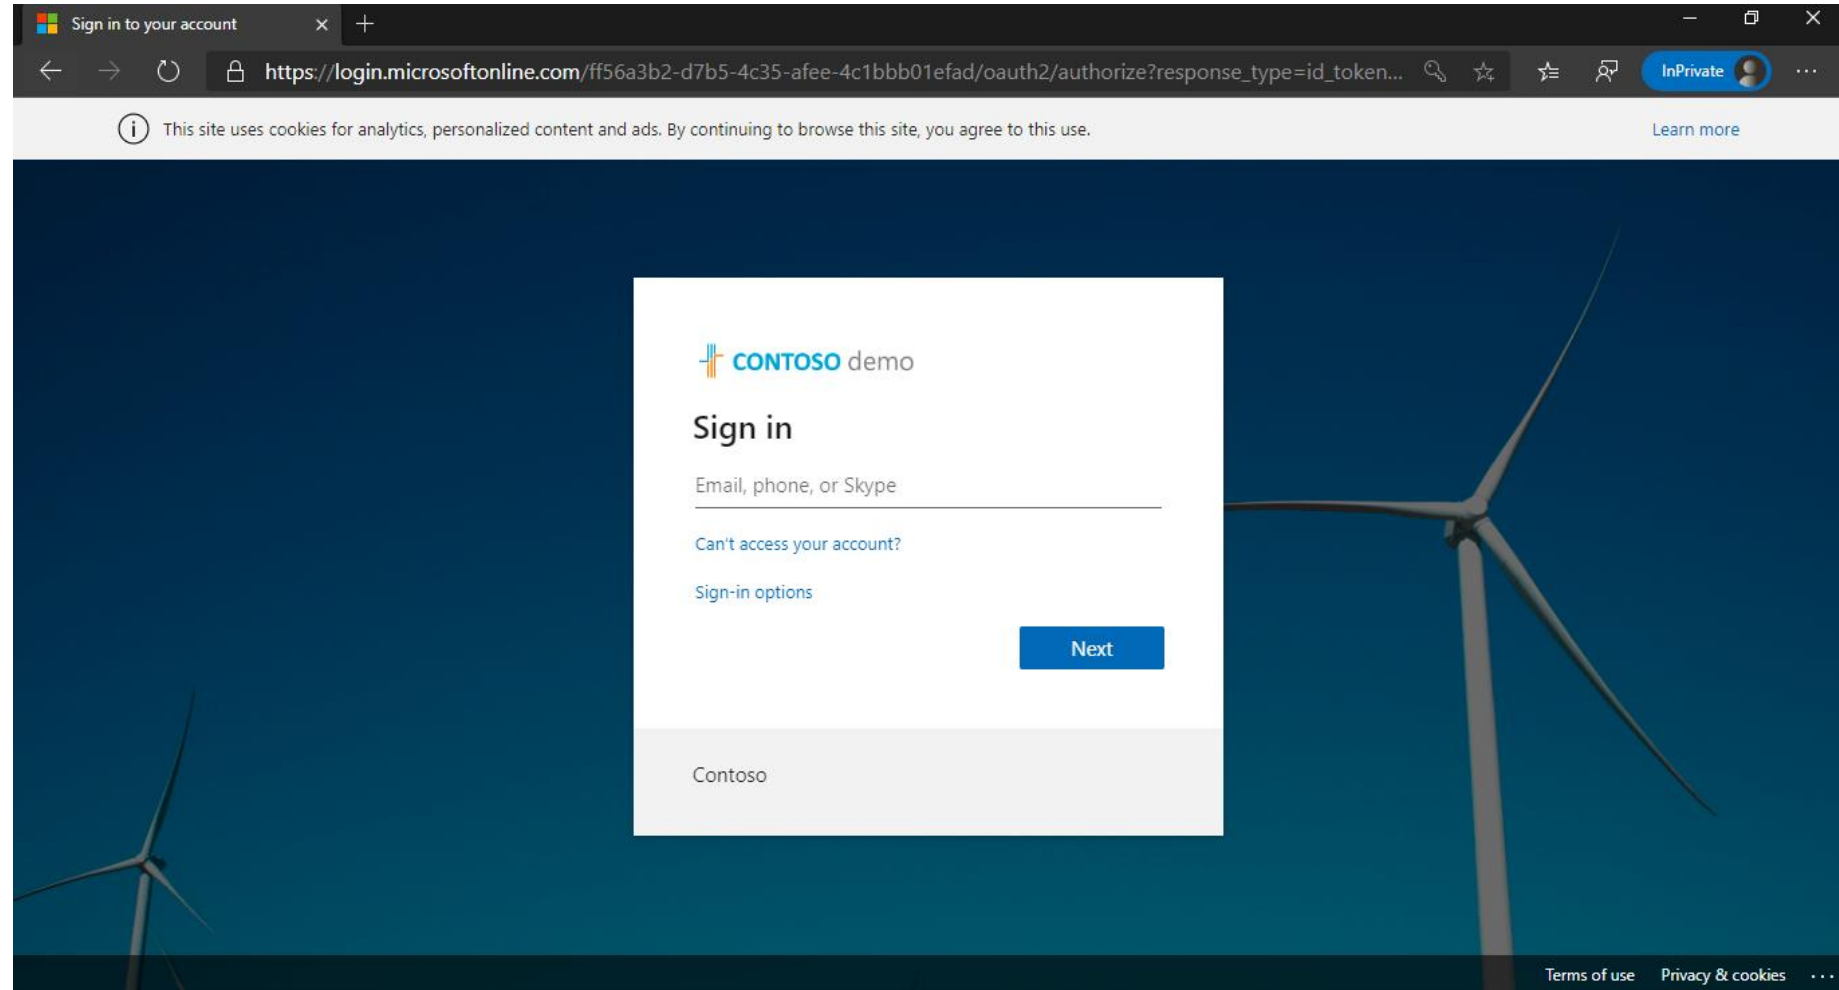 Sign in to your account
https://login.microsoftonline.com/ff56a3b2-d7b5-4c35-afee-4c1bbb01efad/oauth2/authorize?response_type=id_token...
InPrivate
This site uses cookies for analytics, personalized content and ads. By continuing to browse this site, you agree to this use.
Learn more
CONTOSO demo
Sign in
Email, phone, or Skype
Can't access your account?
Sign-in options
Next
Contoso
Terms of use
Privacy & cookies